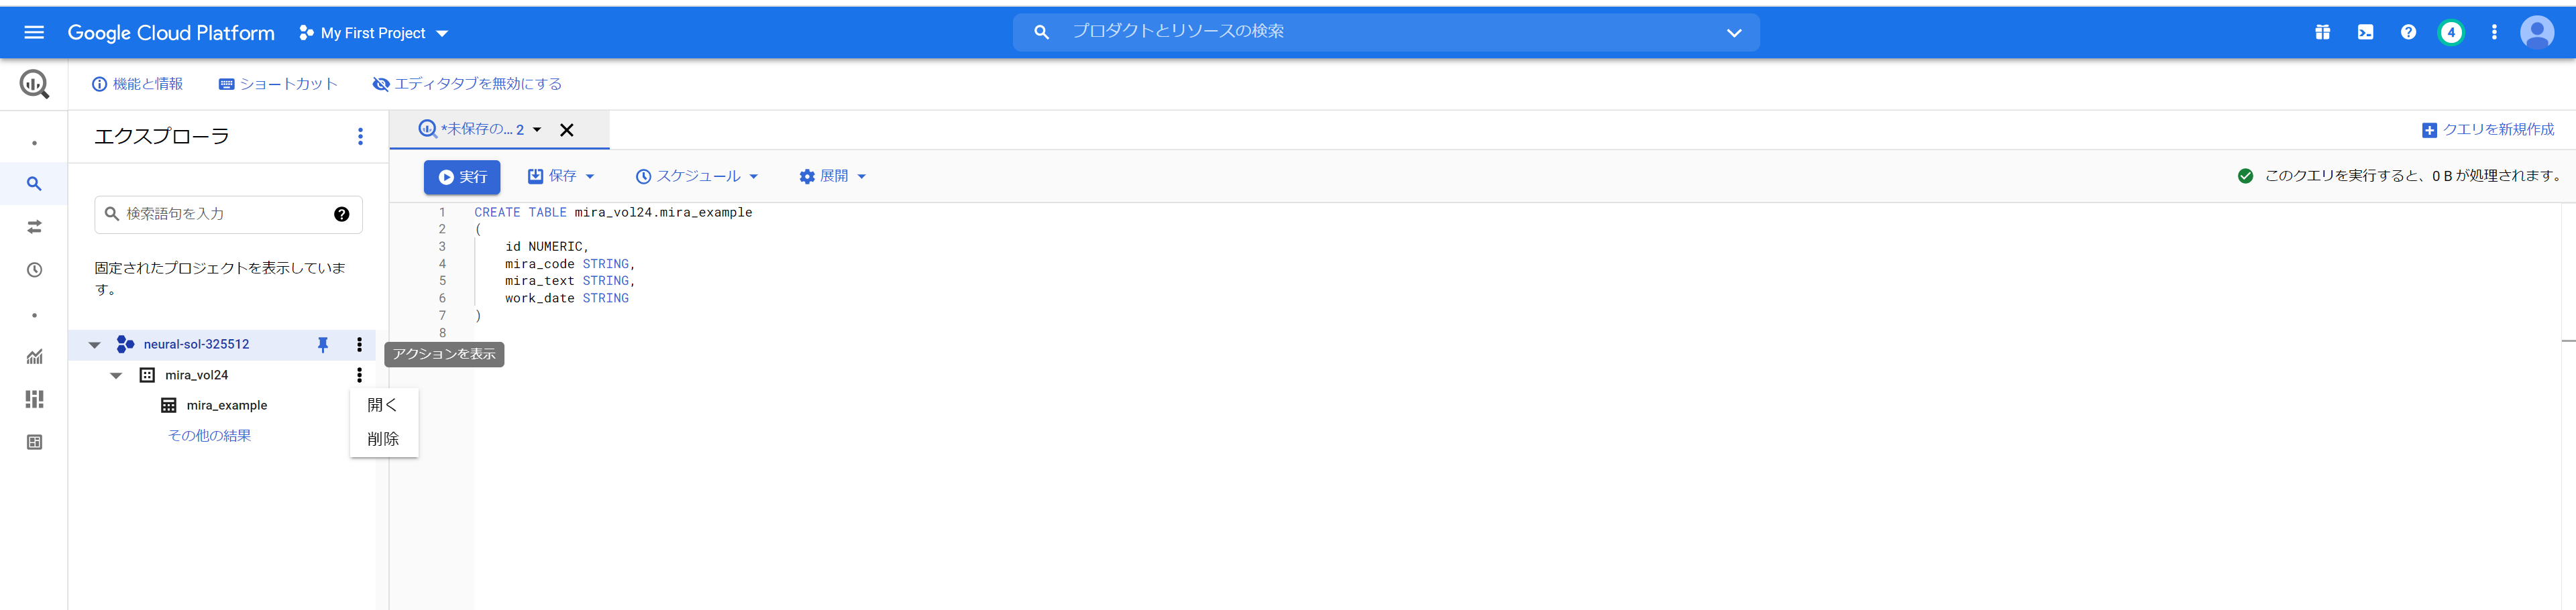 Google Cloud Platform My First Project プロダクトとリソースの検索 4
機能と情報 ショートカット エディタタブを無効にする
エクスプローラ
*未保存の... 2 クエリを新規作成
実行 保存 スケジュール 展開 このクエリを実行すると、0 B が処理されます。
検索語句を入力
固定されたプロジェクトを表示していま
す。
neural-sol-325512
mira_vol24
mira_example
その他の結果
アクションを表示
開く
削除
1 CREATE TABLE mira_vol24.mira_example
2 (
3 id NUMERIC,
4 mira_code STRING,
5 mira_text STRING,
6 work_date STRING
7 )
8